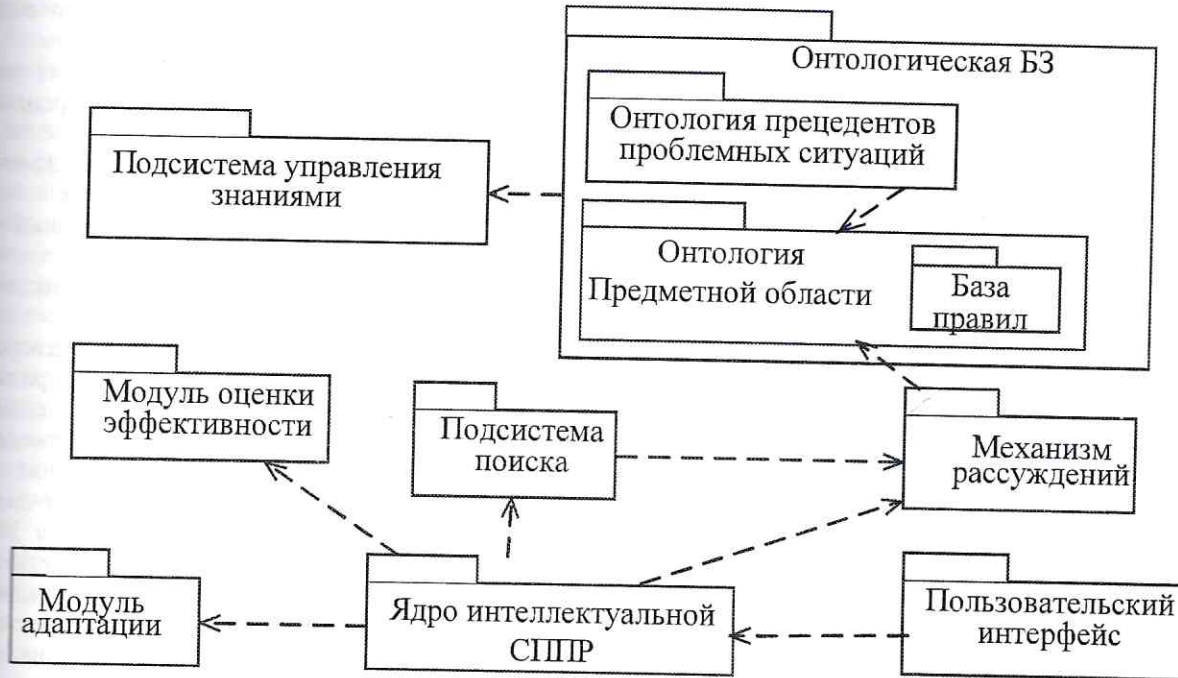 Онтологическая БЗ
Онтология прецедентов
проблемных ситуаций
Подсистема управления
знаниями
Онтология
Предметной области
База
правил
Модуль оценки
эффективности
Подсистема
поиска
Механизм
рассуждений
Модуль
адаптации
Ядро интеллектуальной
СППР
Пользовательский
интерфейс